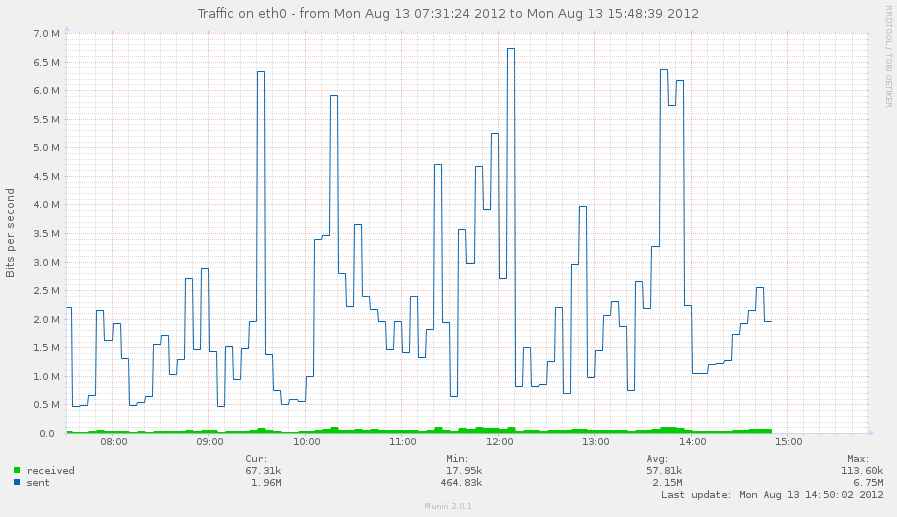 Traffic on eth0 - from Mon Aug 13 07:31:24 2012 to Mon Aug 13 15:48:39 2012
RRDTOOL / TOBI OETIKER
Bits per second
7.0 M
6.5 M
6.0 M
5.5 M
5.0 M
4.5 M
4.0 M
3.5 M
3.0 M
2.5 M
2.0 M
1.5 M
1.0 M
0.5 M
0.0
08:00 09:00 10:00 11:00 12:00 13:00 14:00 15:00
Cur: Min: Avg: Max:
received 67.31k 17.95k 57.81k 113.60k
sent 1.96M 464.83k 2.15M 6.75M
Last update: Mon Aug 13 14:50:02 2012
Munin 2.0.1